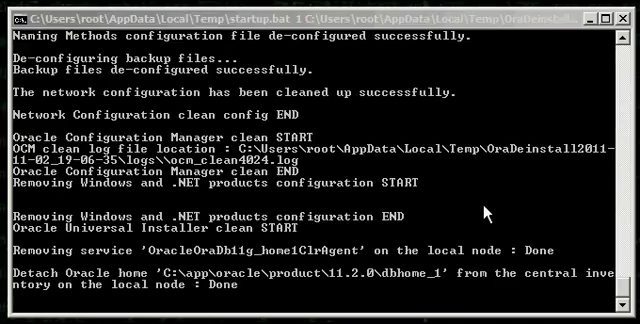 C:\Users\root\AppData\Local\Temp\startup.bat 1 C:\Users\root\AppData\Local\Temp\OraDeinstall...
Naming Methods configuration file de-configured successfully.
De-configuring backup files...
Backup files de-configured successfully.
The network configuration has been cleaned up successfully.
Network Configuration clean config END
Oracle Configuration Manager clean START
OCM clean log file location : C:\Users\root\AppData\Local\Temp\OraDeinstall2011-
11-02_19-06-35\logs\\ocm_clean4024.log
Oracle Configuration Manager clean END
Removing Windows and .NET products configuration START
Removing Windows and .NET products configuration END
Oracle Universal Installer clean START
Removing service 'OracleOraDb11g_home1ClrAgent' on the local node : Done
Detach Oracle home 'C:\app\oracle\product\11.2.0\dbhome_1' from the central inve
ntory on the local node : Done